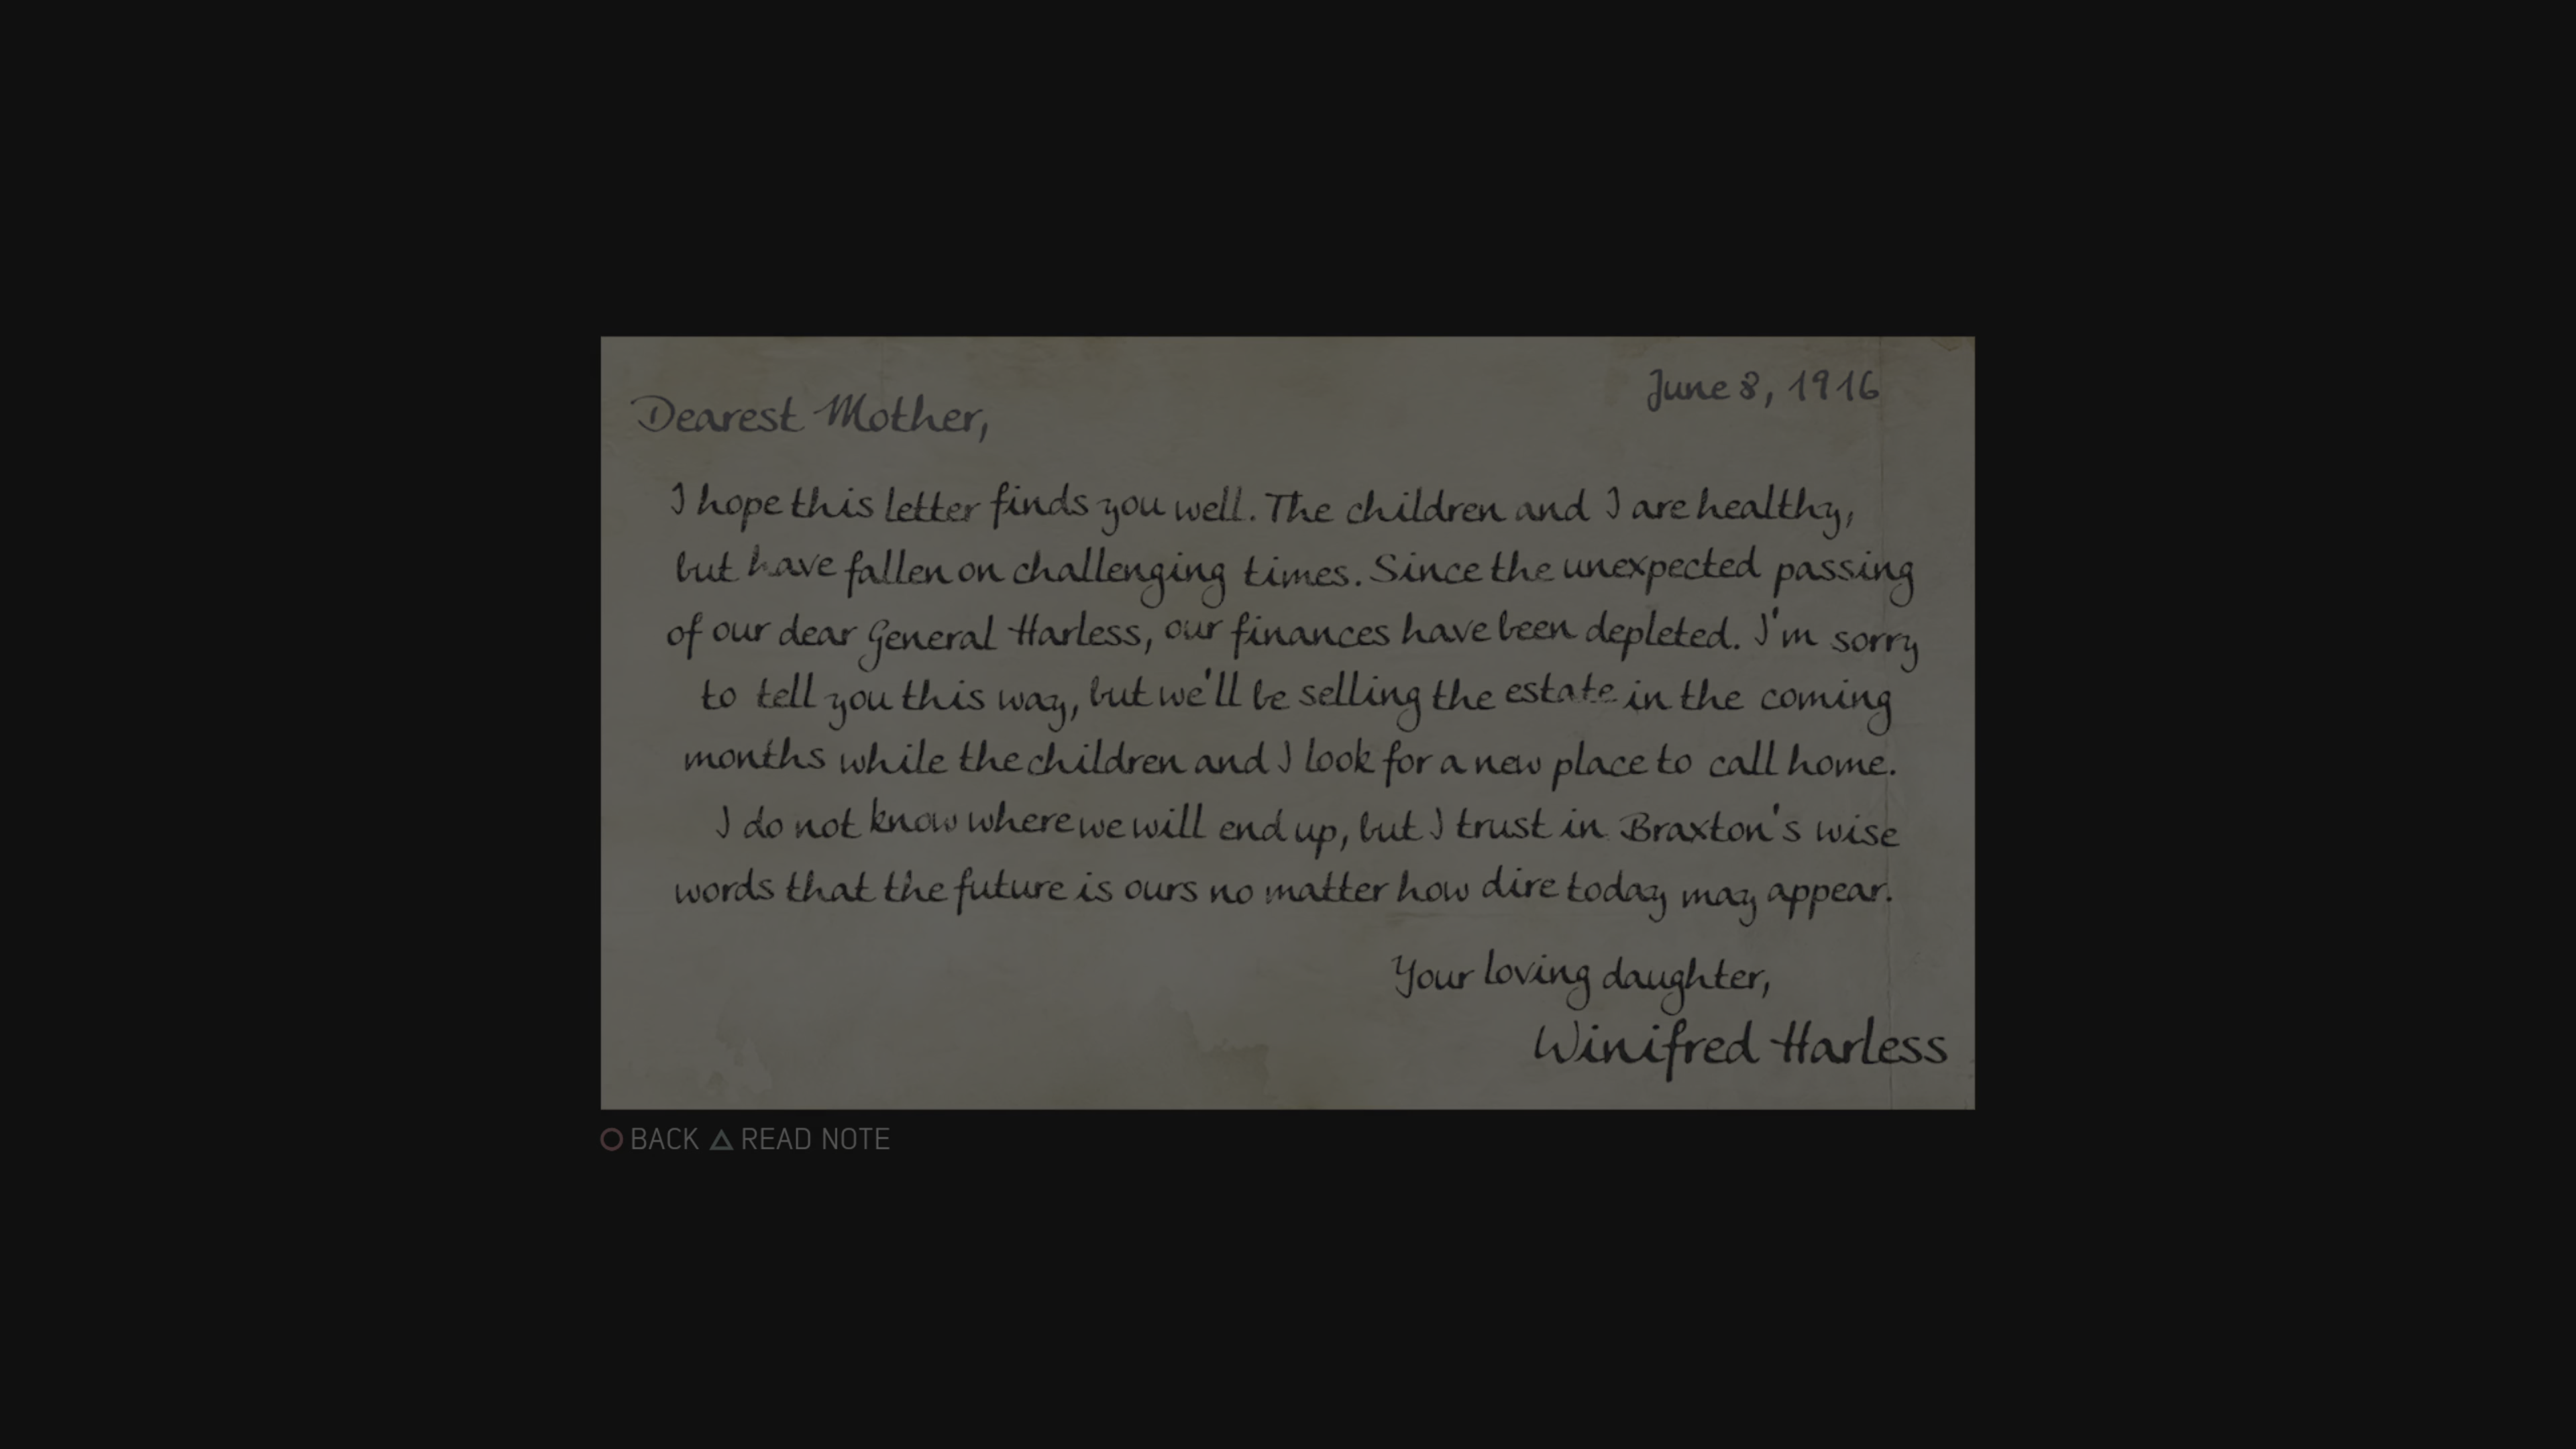 June 8, 1916
Dearest Mother,
I hope this letter finds you well. The children and I are healthy,
but have fallen on challenging times. Since the unexpected passing
of our dear General Harless, our finances have been depleted. I'm sorry
to tell you this way, but we'll be selling the estate in the coming
months while the children and I look for a new place to call home.
I do not know where we will end up, but I trust in Braxton's wise
words that the future is ours no matter how dire today may appear.
Your loving daughter,
Winifred Harless
BACK READ NOTE